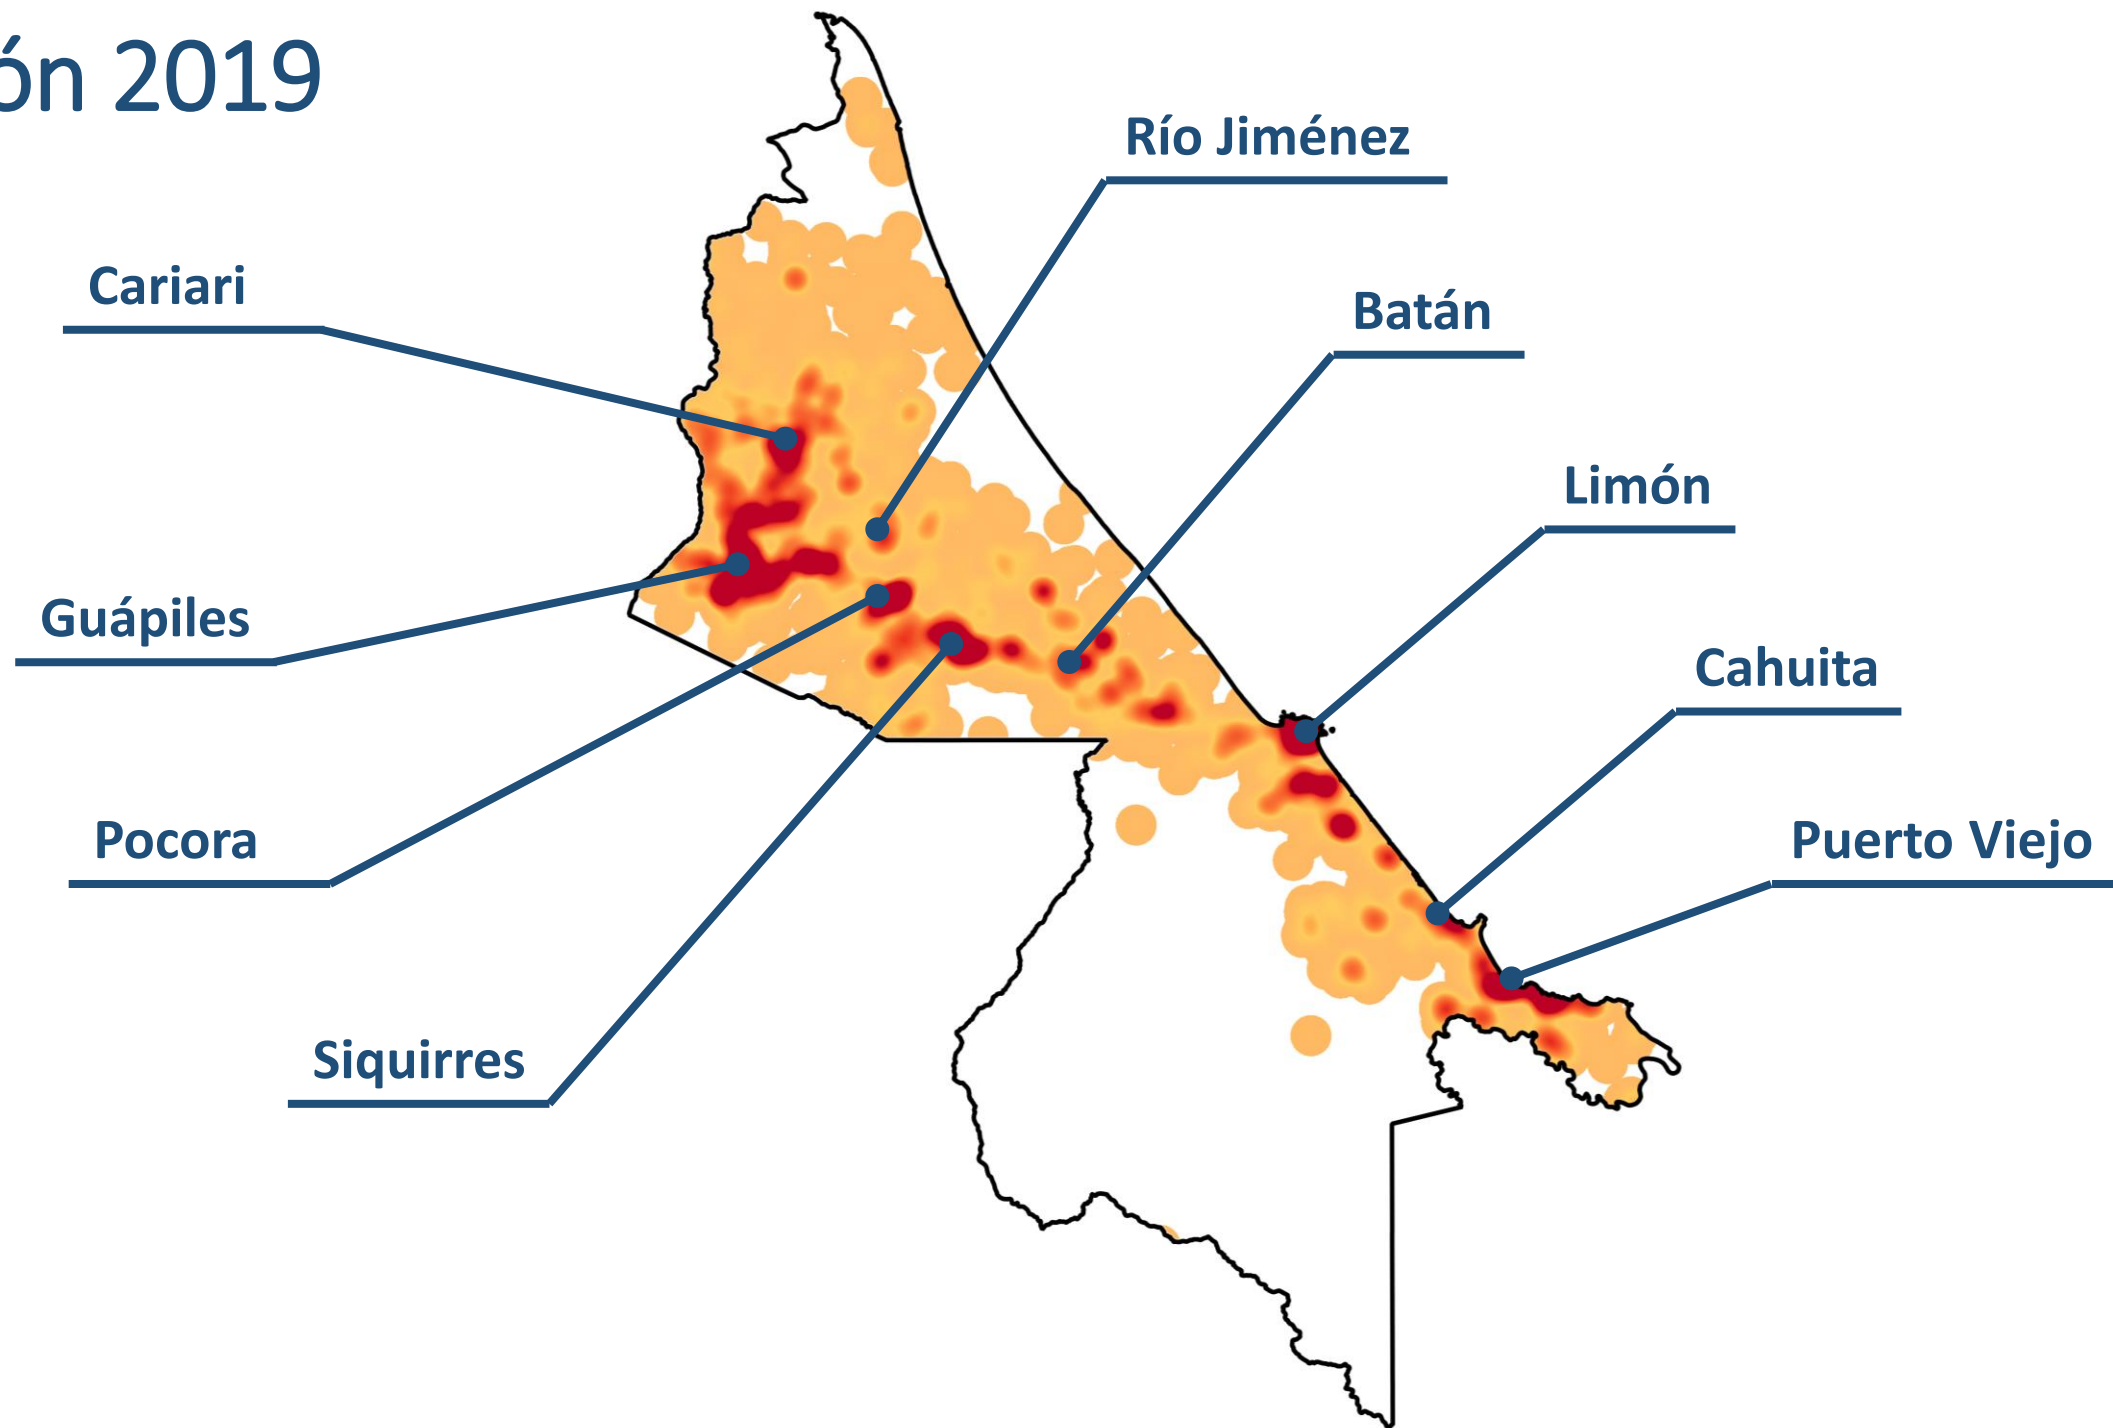 ón 2019
Río Jiménez
Cariari
Batán
Limón
Guápiles
Cahuita
Pocora
Puerto Viejo
Siquirres